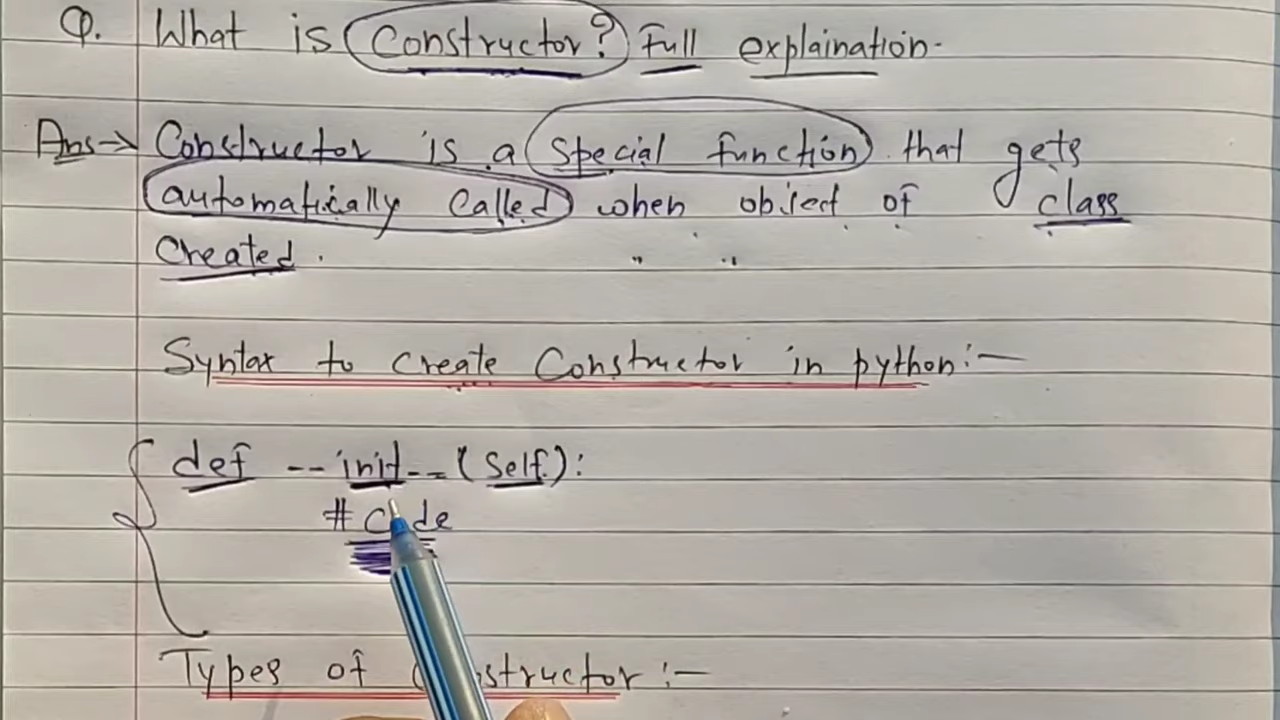 Q. What is Constructor? Full explaination.
Ans→ Constructor is a special function that gets
automatically called when object of class
Created.
Syntax to create Constructor in python:-
def __init__(self):
# Code
Types of Constructor:-